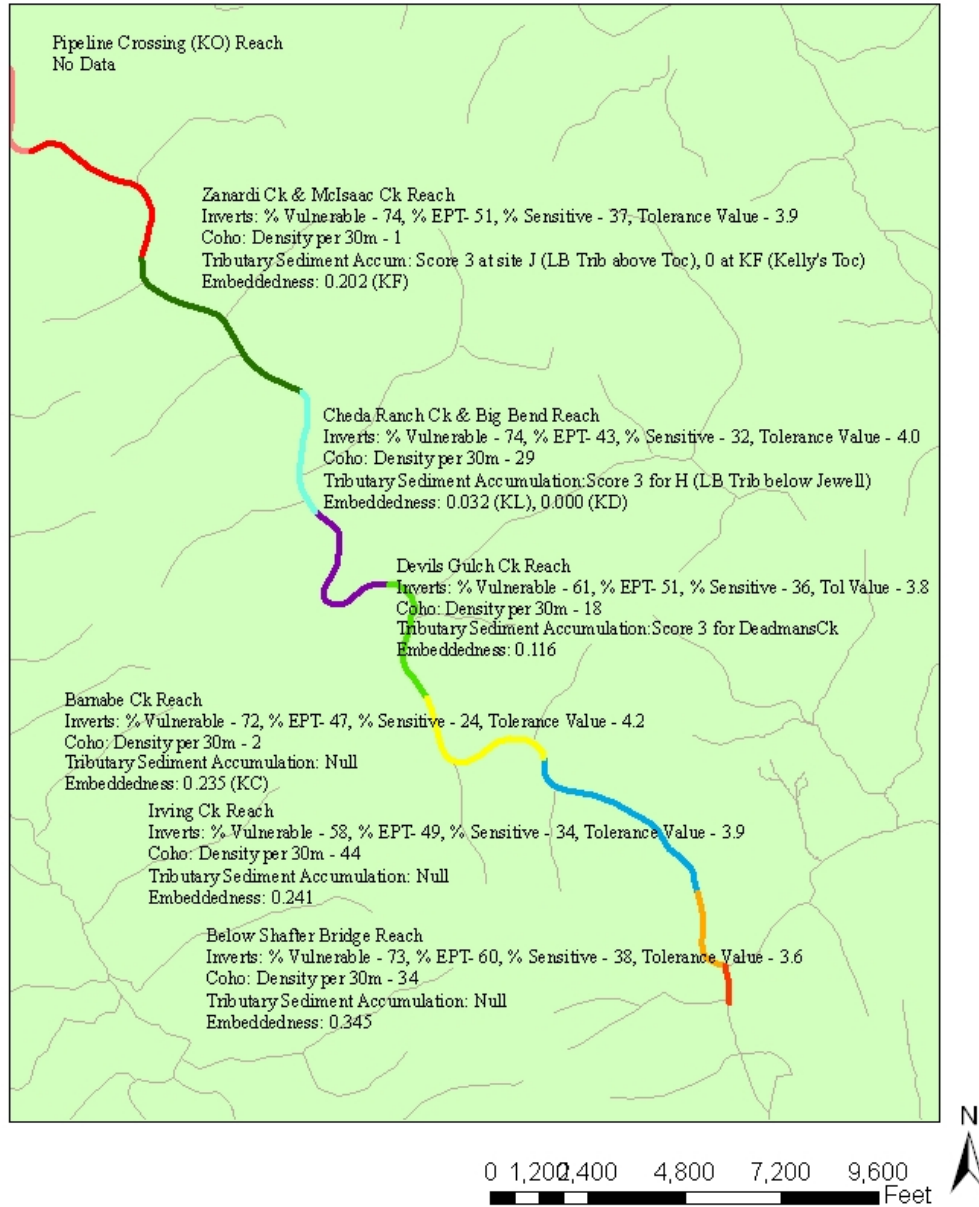 Pipeline Crossing (KO) Reach
No Data
Zanardi Ck & McIsaac Ck Reach
Inverts: % Vulnerable - 74, % EPT- 51, % Sensitive - 37, Tolerance Value - 3.9
Coho: Density per 30m - 1
Tributary Sediment Accum: Score 3 at site J (LB Trib above Toc), 0 at KF (Kelly's Toc)
Embeddedness: 0.202 (KF)
Cheda Ranch Ck & Big Bend Reach
Inverts: % Vulnerable - 74, % EPT- 43, % Sensitive - 32, Tolerance Value - 4.0
Coho: Density per 30m - 29
Tributary Sediment Accumulation:Score 3 for H (LB Trib below Jewell)
Embeddedness: 0.032 (KL), 0.000 (KD)
Devils Gulch Ck Reach
Inverts: % Vulnerable - 61, % EPT- 51, % Sensitive - 36, Tol Value - 3.8
Coho: Density per 30m - 18
Tributary Sediment Accumulation:Score 3 for DeadmansCk
Embeddedness: 0.116
Barnabe Ck Reach
Inverts: % Vulnerable - 72, % EPT- 47, % Sensitive - 24, Tolerance Value - 4.2
Coho: Density per 30m - 2
Tributary Sediment Accumulation: Null
Embeddedness: 0.235 (KC)
Irving Ck Reach
Inverts: % Vulnerable - 58, % EPT- 49, % Sensitive - 34, Tolerance Value - 3.9
Coho: Density per 30m - 44
Tributary Sediment Accumulation: Null
Embeddedness: 0.241
Below Shafter Bridge Reach
Inverts: % Vulnerable - 73, % EPT- 60, % Sensitive - 38, Tolerance Value - 3.6
Coho: Density per 30m - 34
Tributary Sediment Accumulation: Null
Embeddedness: 0.345
N
0 1,200 2,400 4,800 7,200 9,600
Feet